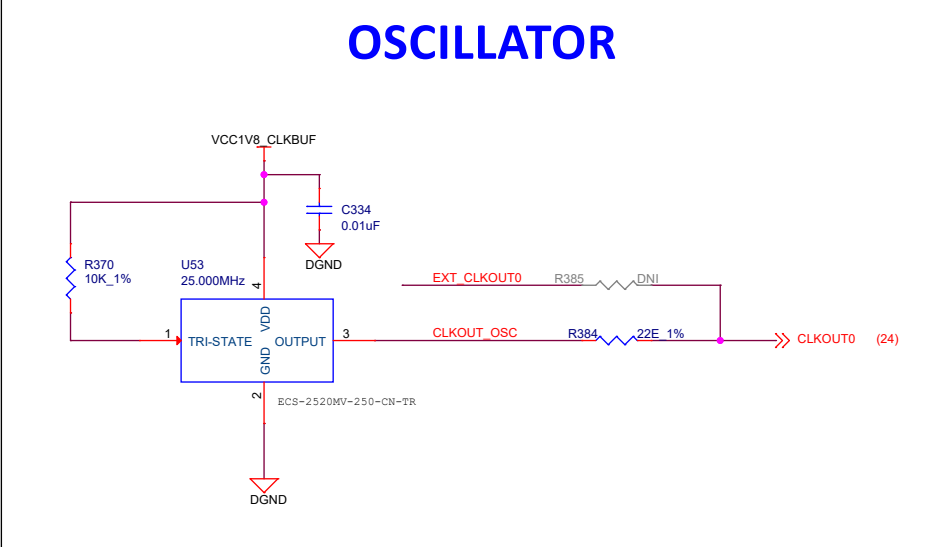 OSCILLATOR
VCC1V8_CLKBUF
C334
0.01uF
DGND
R370
10K_1%
U53
25.000MHz
4
EXT_CLKOUT0
R385
DNI
1
TRI-STATE
VDD
GND
OUTPUT
3
CLKOUT_OSC
R384
22E_1%
CLKOUT0
(24)
2
ECS-2520MV-250-CN-TR
DGND